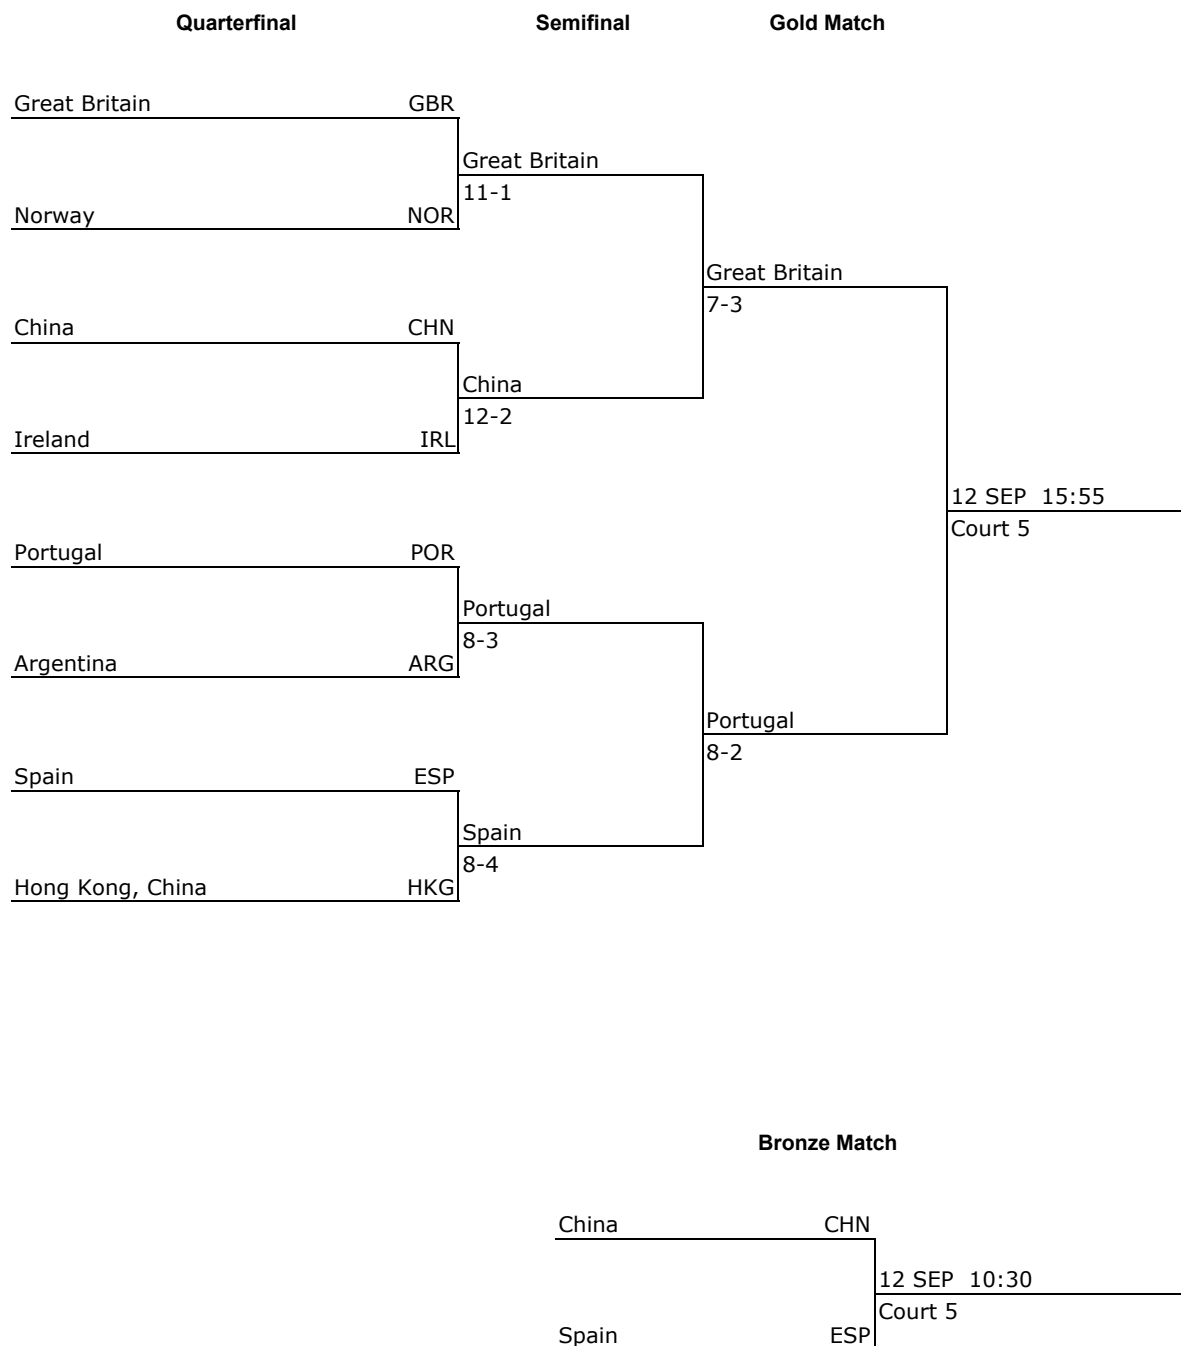 Quarterfinal Semifinal Gold Match
Great Britain GBR
Great Britain
11-1
Norway NOR
Great Britain
7-3
China CHN
China
12-2
Ireland IRL
12 SEP 15:55
Court 5
Portugal POR
Portugal
8-3
Argentina ARG
Portugal
8-2
Spain ESP
Spain
8-4
Hong Kong, China HKG
Bronze Match
China CHN
12 SEP 10:30
Court 5
Spain ESP